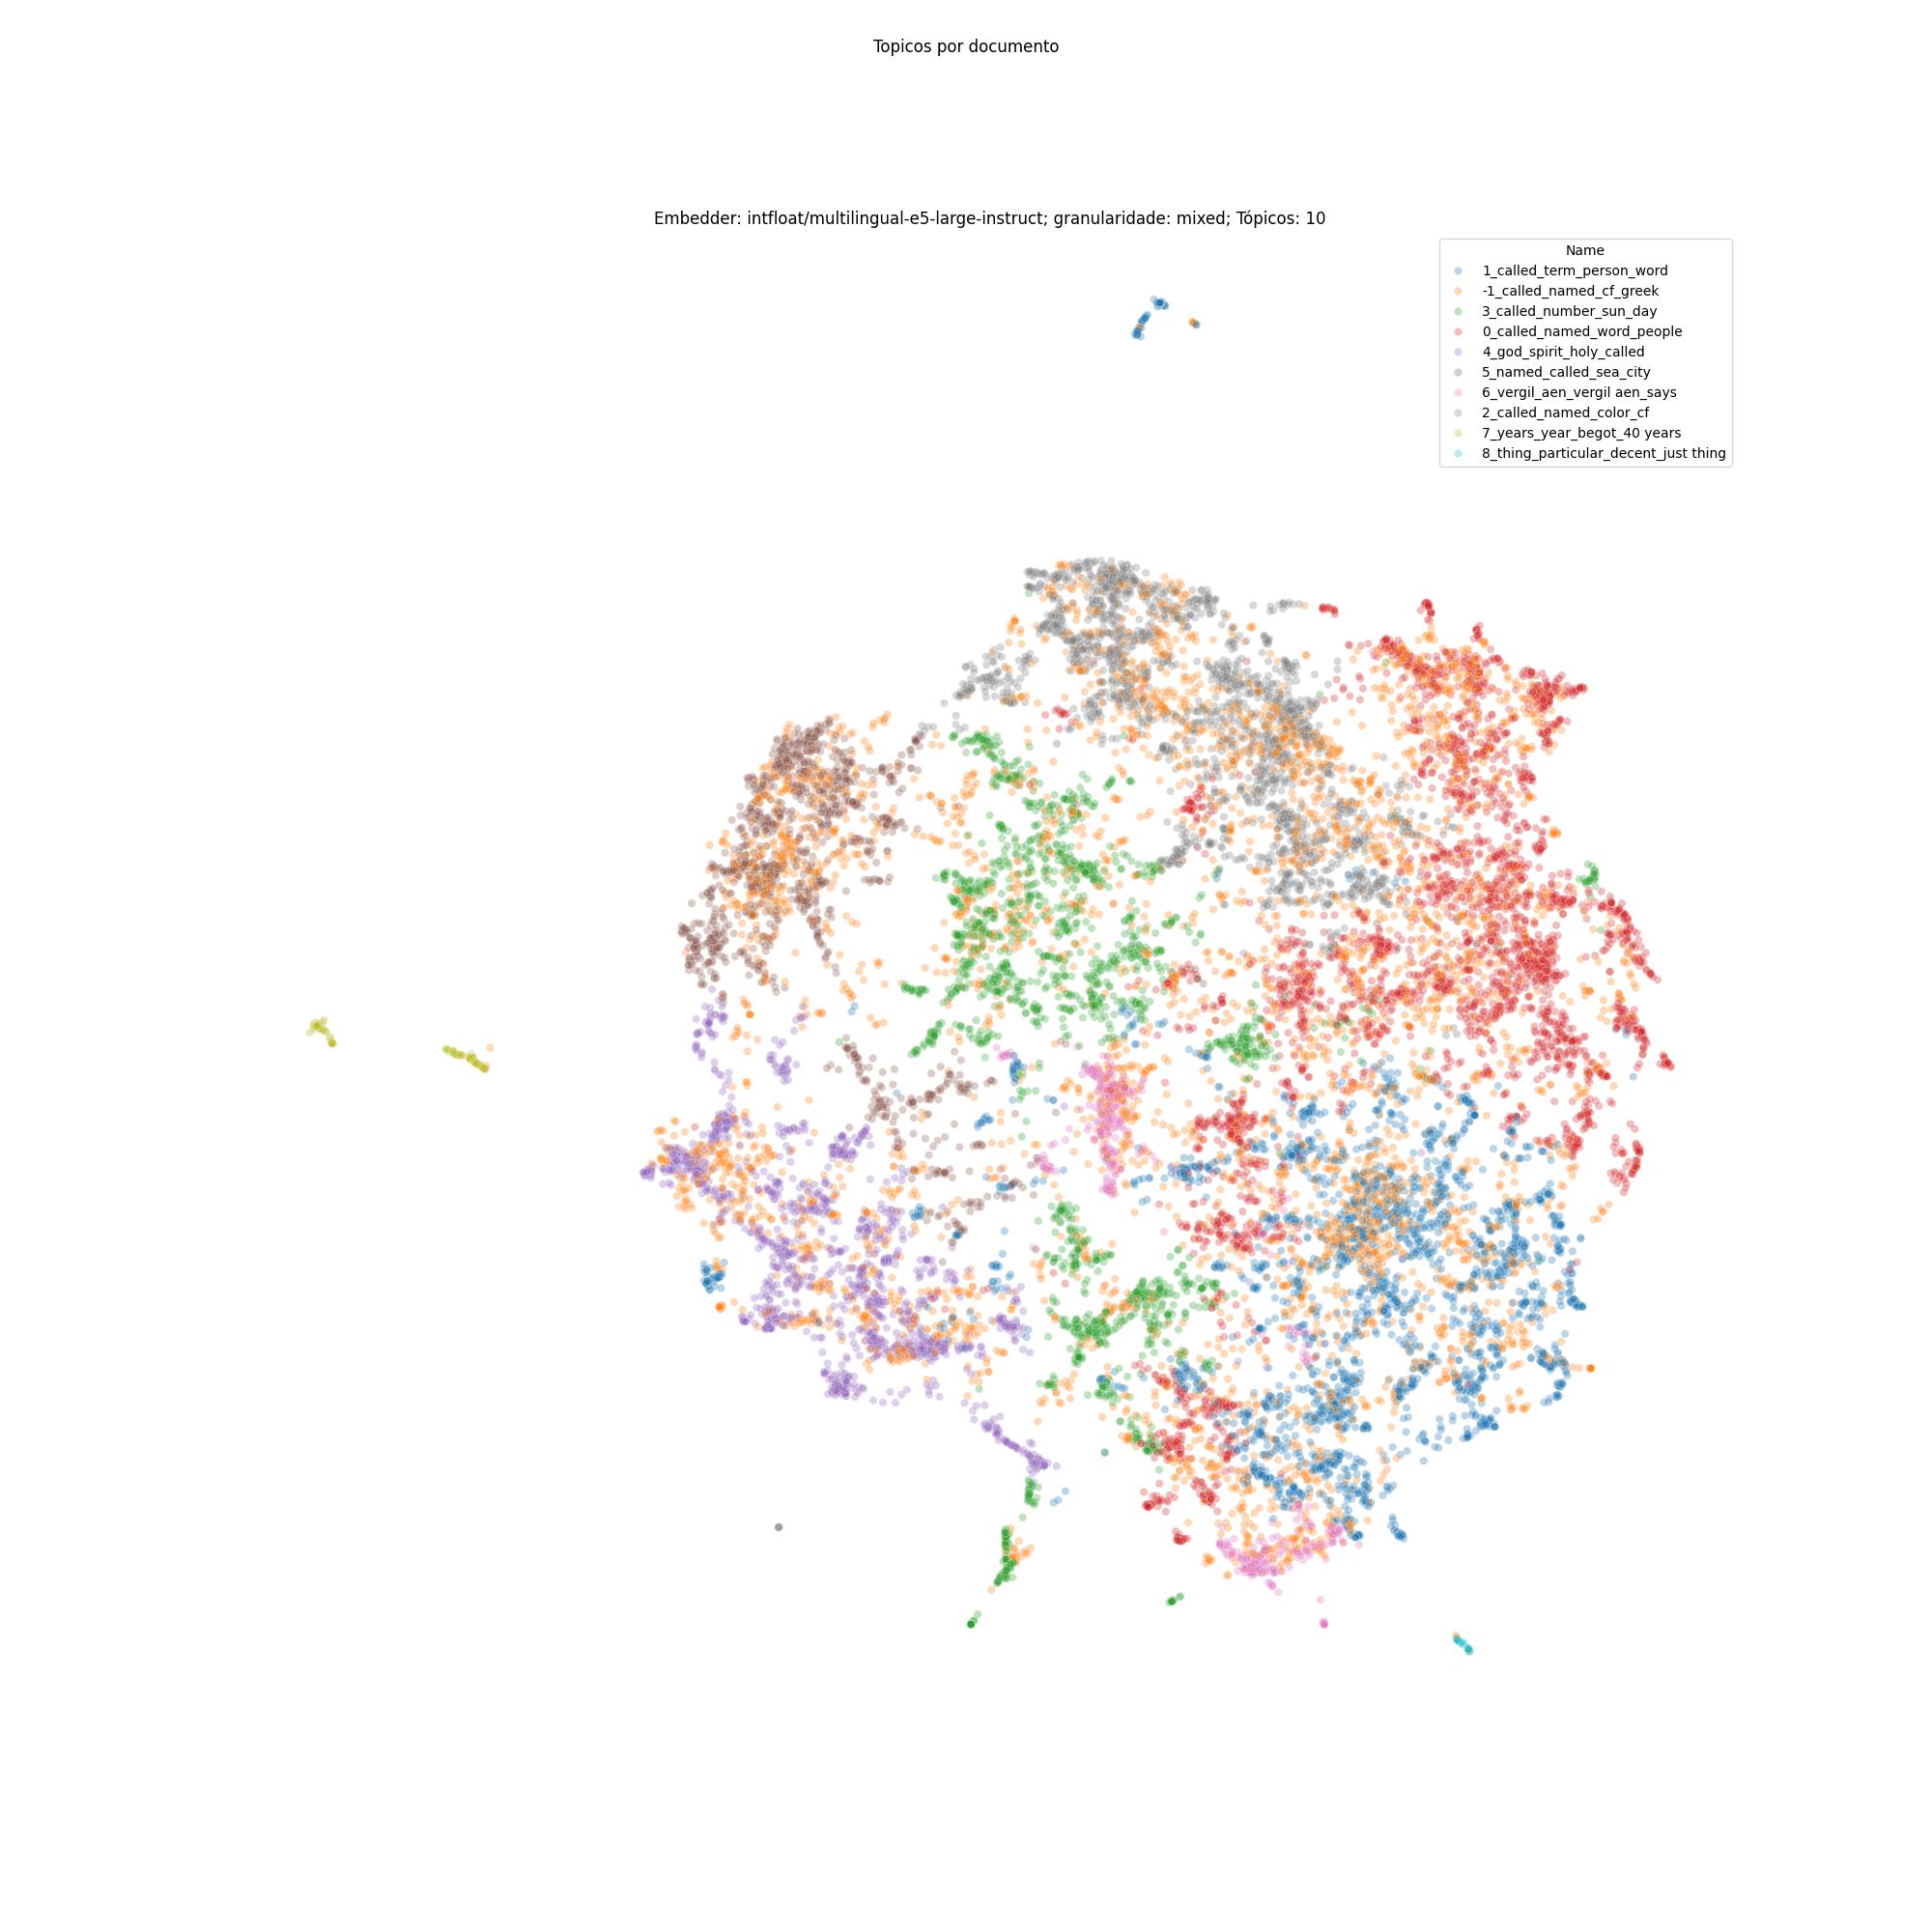 Topicos por documento
Embedder: intfloat/multilingual-e5-large-instruct; granularidade: mixed; Tópicos: 10
Name
1_called_term_person_word
-1_called_named_cf_greek
3_called_number_sun_day
0_called_named_word_people
4_god_spirit_holy_called
5_named_called_sea_city
6_vergil_aen_vergil aen_says
2_called_named_color_cf
7_years_year_begot_40 years
8_thing_particular_decent_just thing